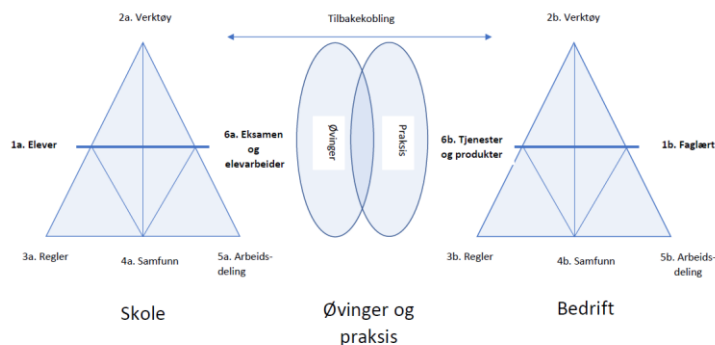 2a. Verktøy
Tilbakekobling
2b. Verktøy
1a. Elever
6a. Eksamen
og
elevarbeider
Øvinger
Praksis
6b. Tjenester
og produkter
1b. Faglært
3a. Regler
4a. Samfunn
5a. Arbeids-
deling
3b. Regler
4b. Samfunn
5b. Arbeids-
deling
Skole
Øvinger og
praksis
Bedrift